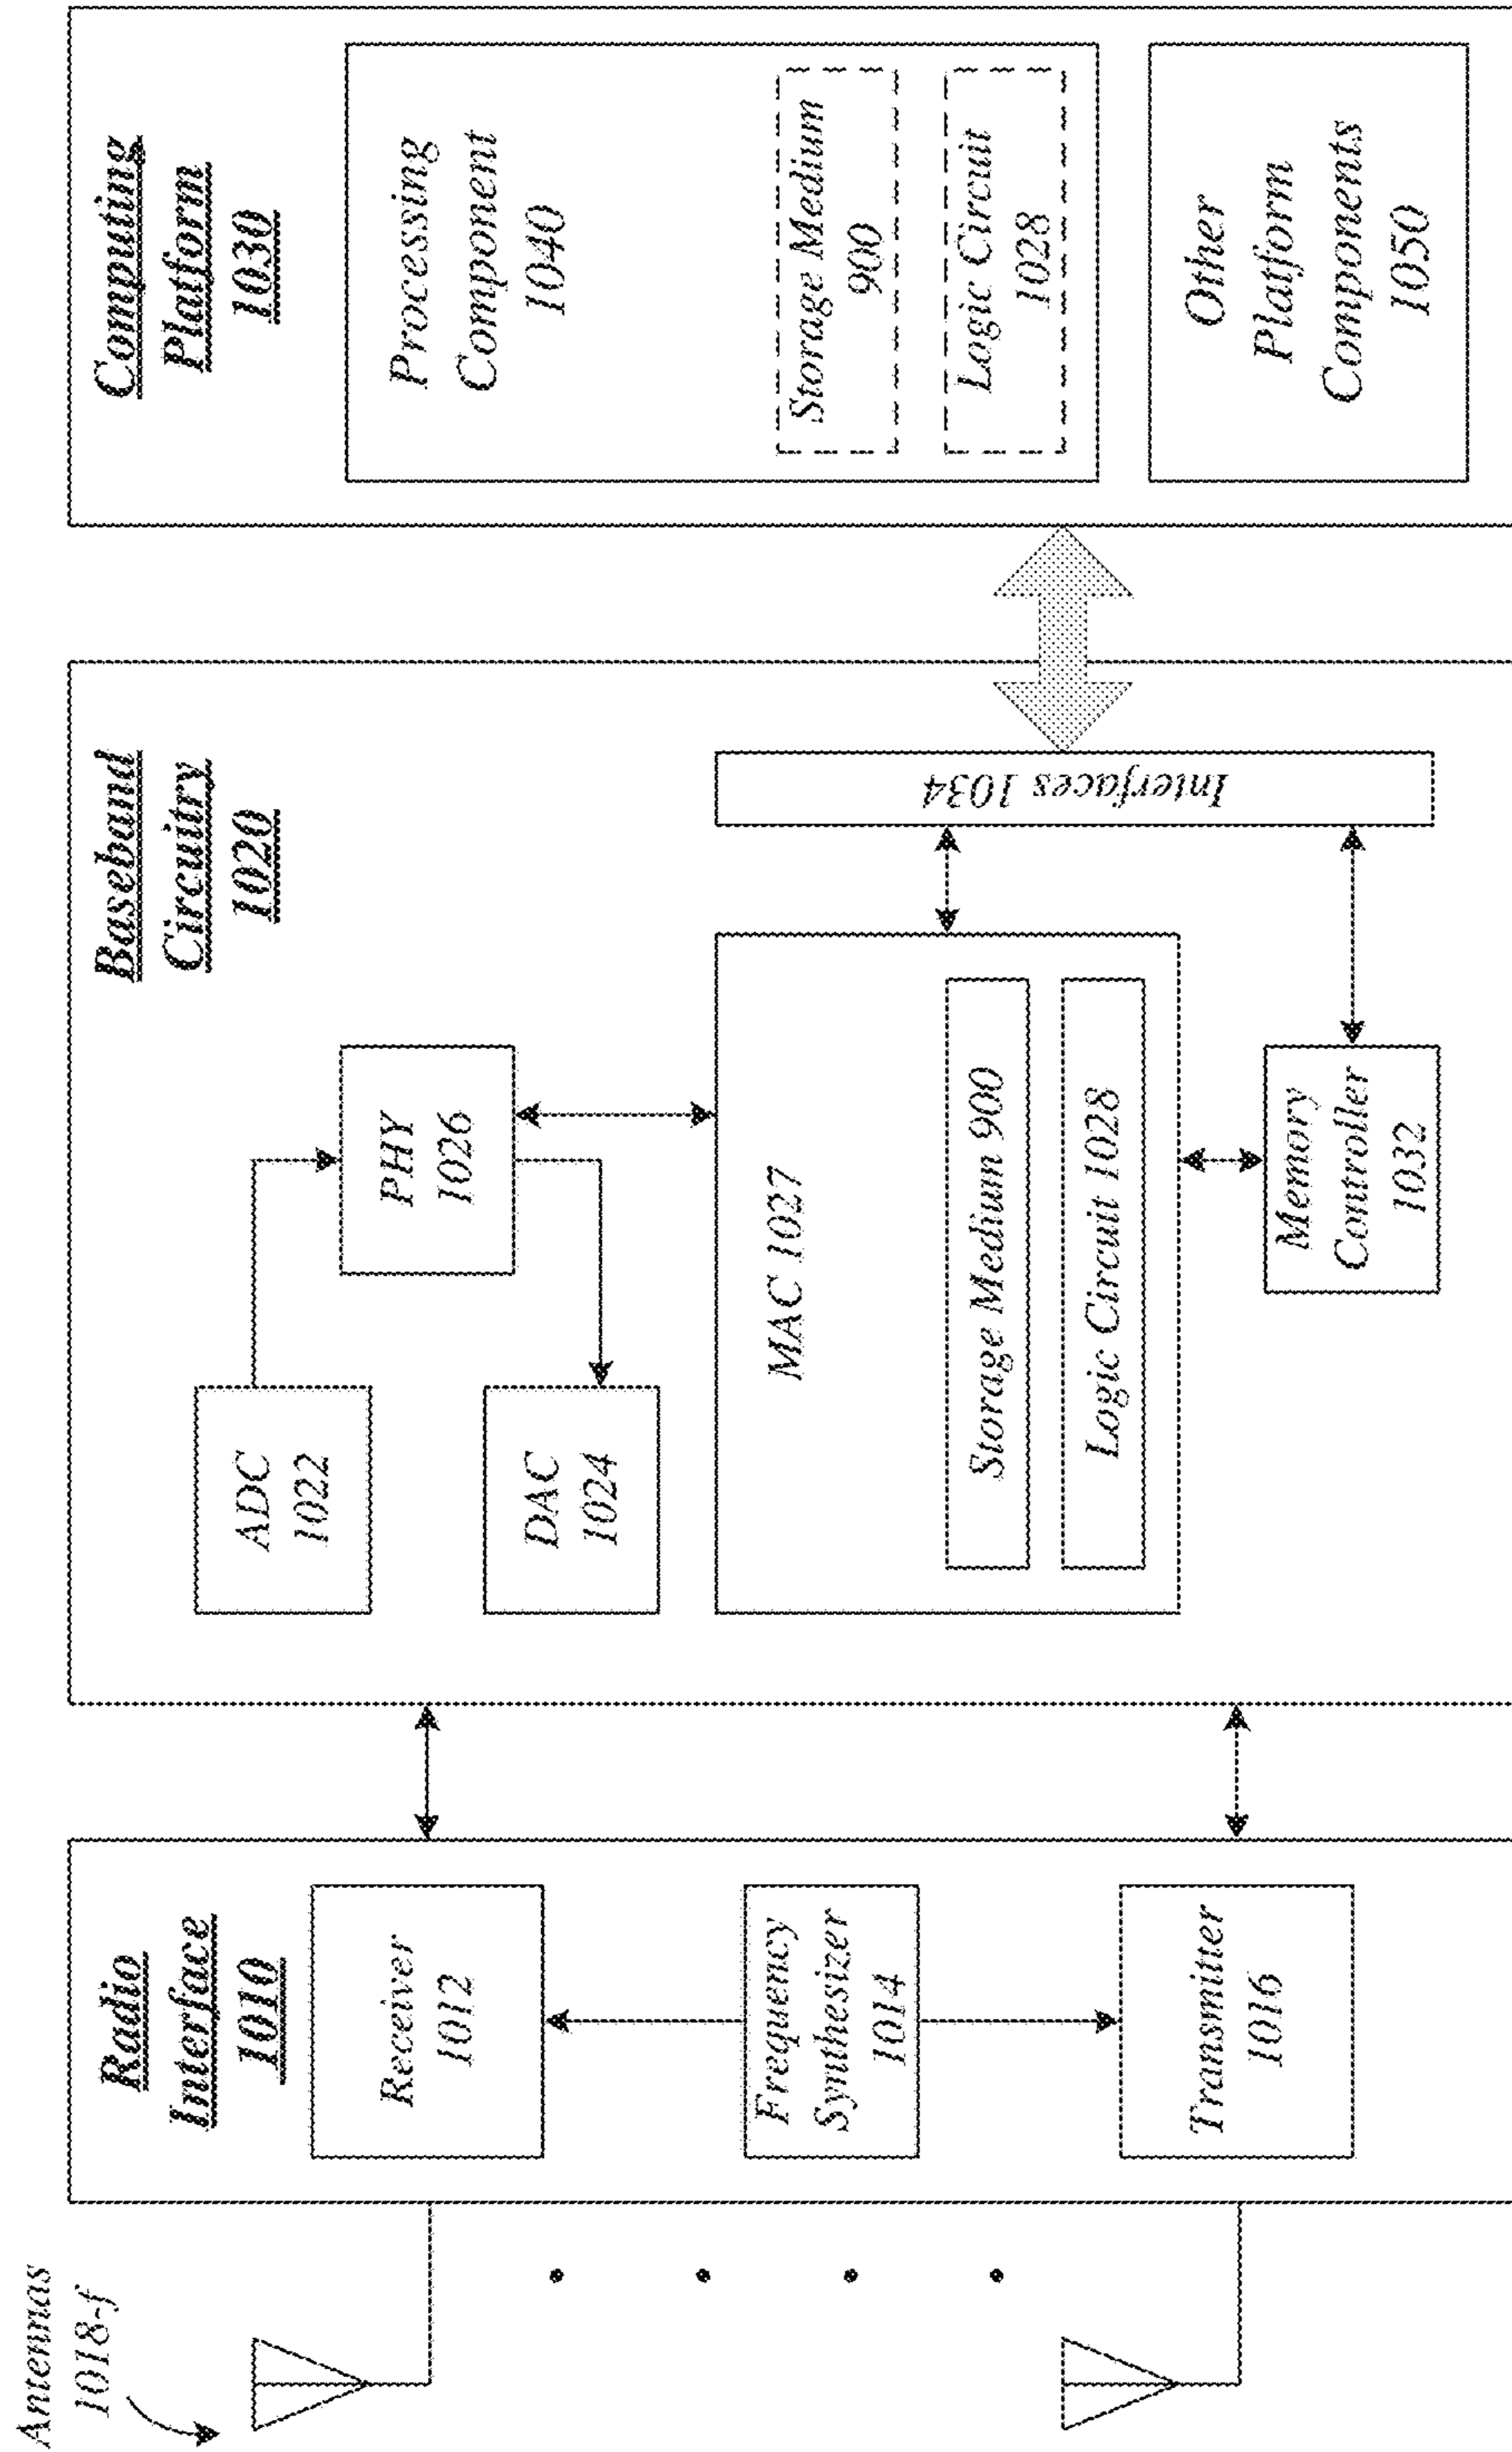 Antennas
1018-f
Radio
Interface
1010
Receiver
1012
Frequency
Synthesizer
1014
Transmitter
1016
Baseband
Circuitry
1020
ADC
1022
PHY
1026
DAC
1024
MAC 1027
Storage Medium 900
Logic Circuit 1028
Memory
Controller
1032
Interfaces 1034
Computing
Platform
1030
Processing
Component
1040
Storage Medium
900
Logic Circuit
1028
Other
Platform
Components
1050